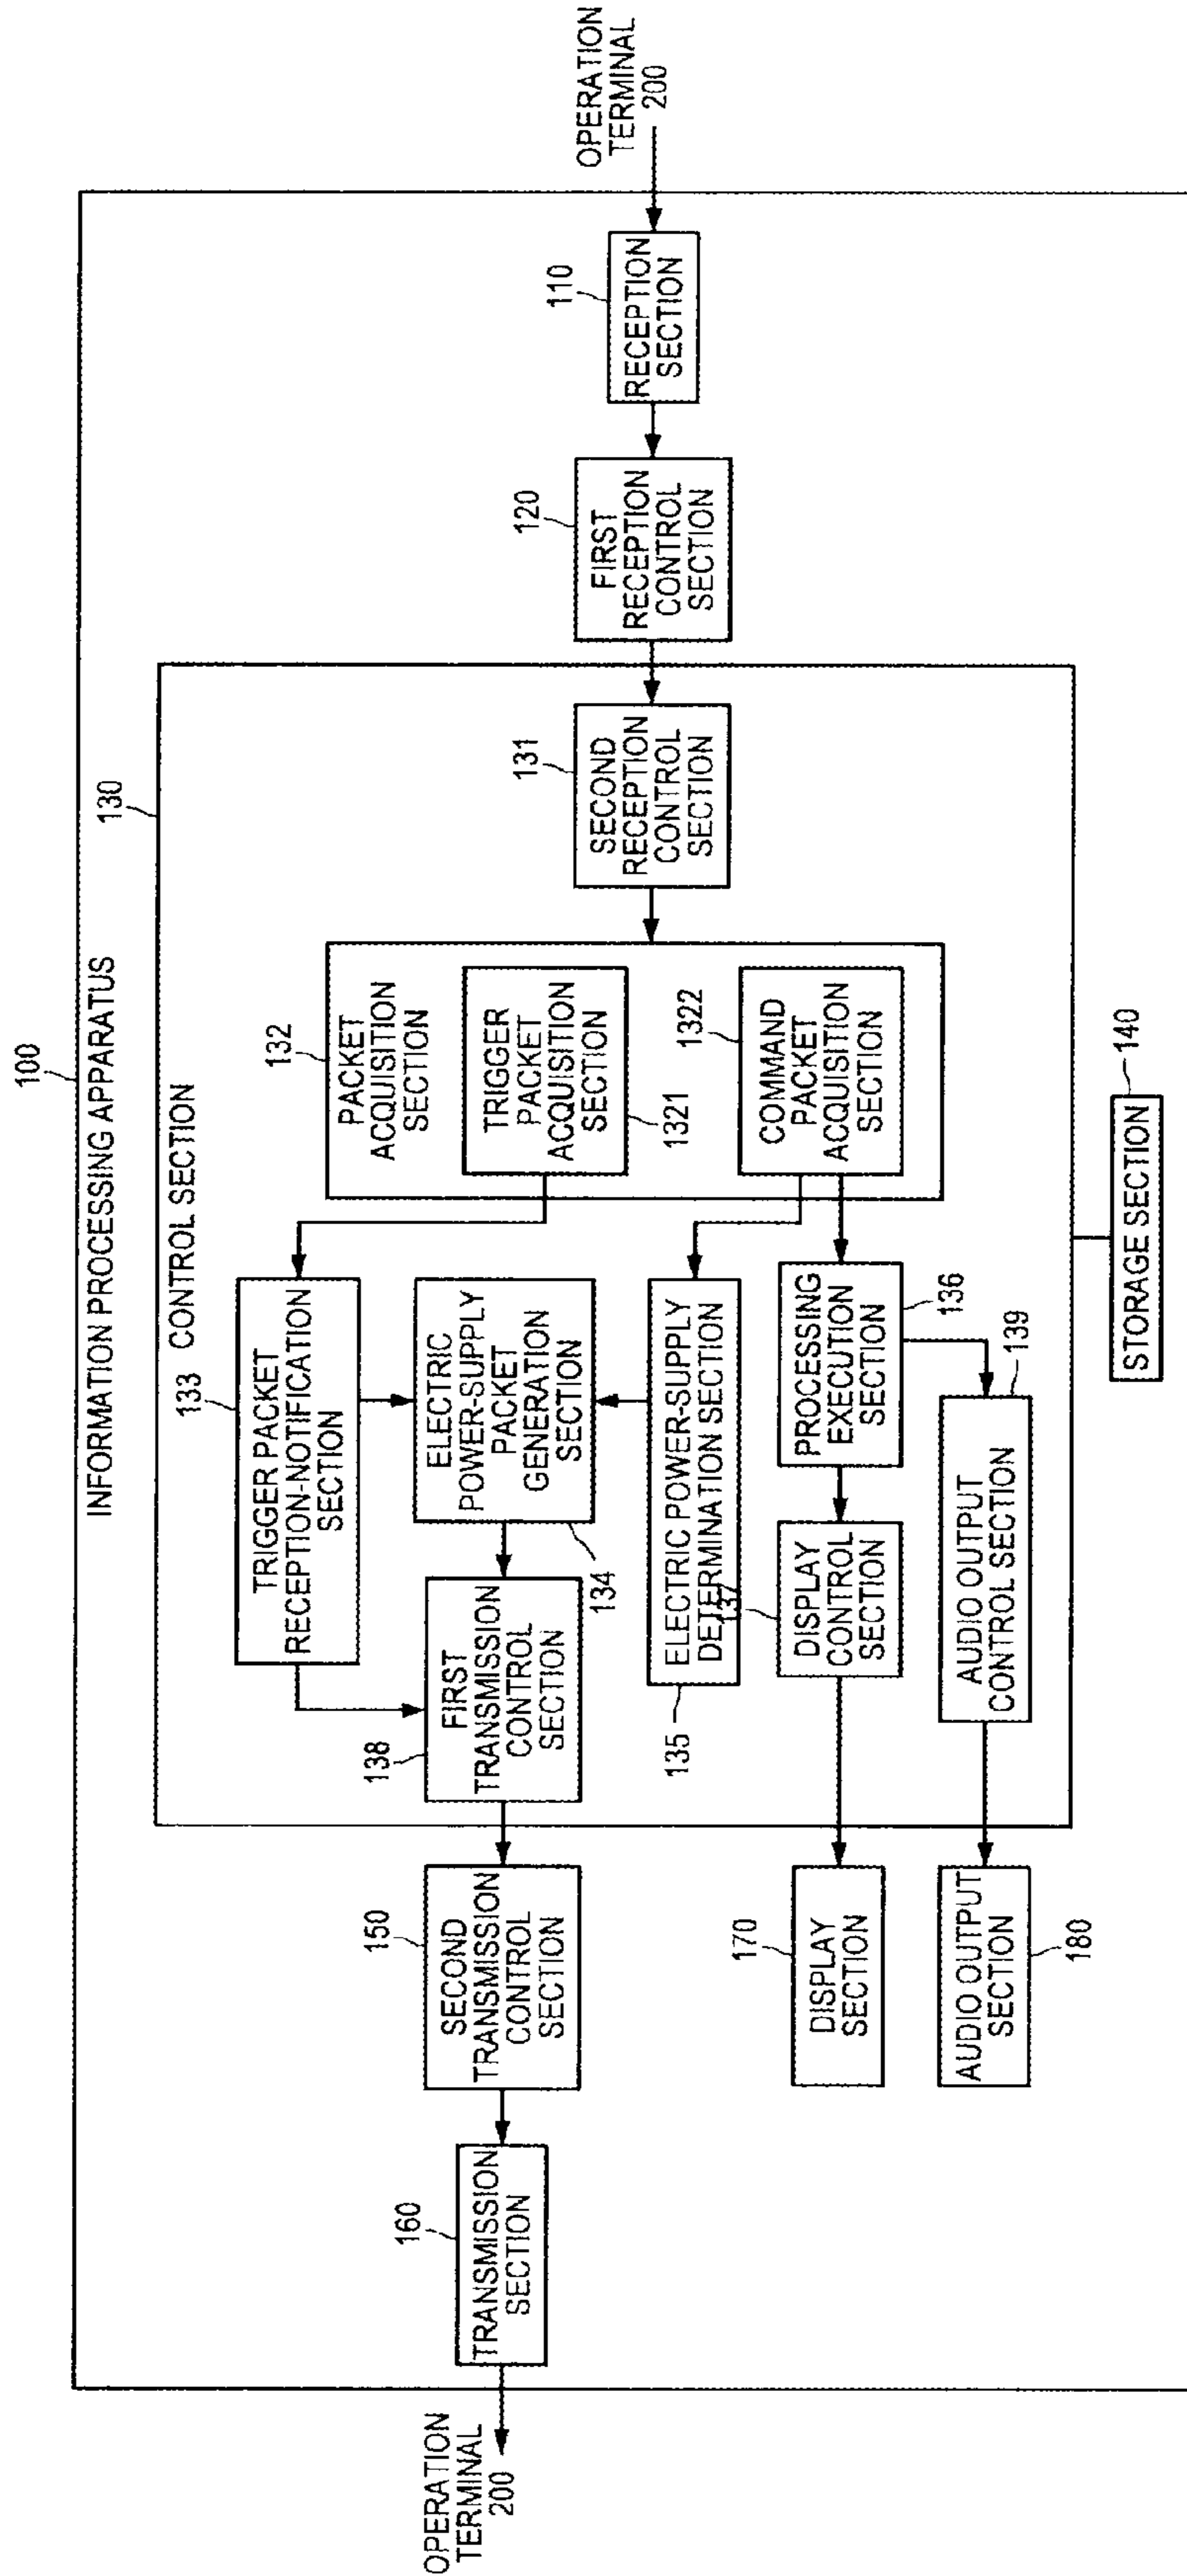 100
INFORMATION PROCESSING APPARATUS
130
CONTROL SECTION
OPERATION
TERMINAL
200
160
TRANSMISSION
SECTION
150
SECOND
TRANSMISSION
CONTROL
SECTION
170
DISPLAY
SECTION
AUDIO OUTPUT
SECTION
180
133
TRIGGER PACKET
RECEPTION-NOTIFICATION
SECTION
FIRST
TRANSMISSION
CONTROL
SECTION
138
ELECTRIC
POWER-SUPPLY
PACKET
GENERATION
SECTION
134
ELECTRIC POWER-SUPPLY
DETERMINATION SECTION
135
137
DISPLAY
CONTROL
SECTION
PROCESSING
EXECUTION
SECTION
136
139
AUDIO OUTPUT
CONTROL SECTION
132
PACKET
ACQUISITION
SECTION
TRIGGER
PACKET
ACQUISITION
SECTION
1321
1322
COMMAND
PACKET
ACQUISITION
SECTION
131
SECOND
RECEPTION
CONTROL
SECTION
140
STORAGE SECTION
120
FIRST
RECEPTION
CONTROL
SECTION
110
RECEPTION
SECTION
OPERATION
TERMINAL
200